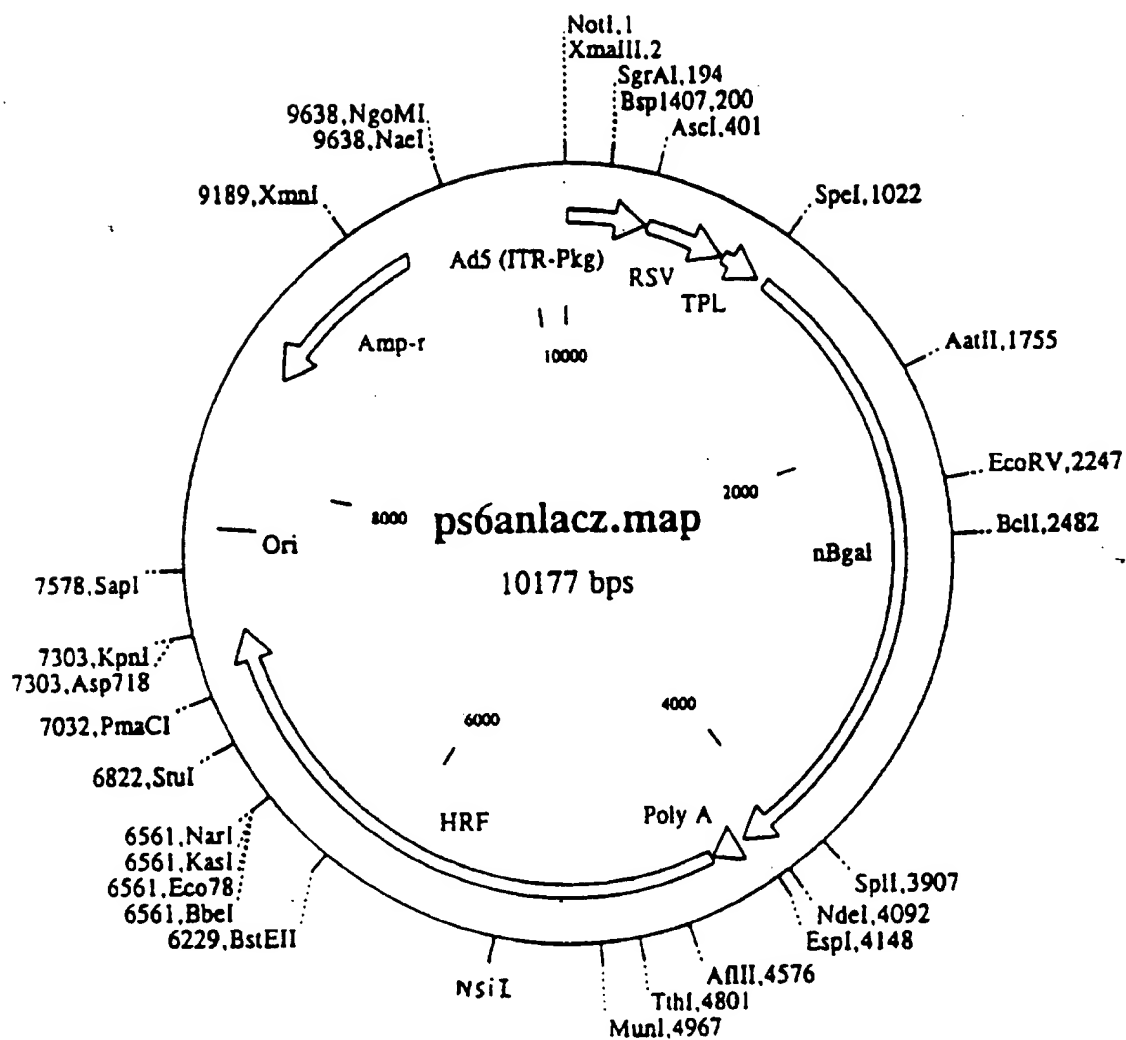 NotI,1
XmaIII,2
SgrAI,194
Bsp1407,200
AscI,401
SpeI,1022
AatII,1755
EcoRV,2247
BclI,2482
SplI,3907
NdeI,4092
EspI,4148
AflII,4576
TthI,4801
MunI,4967
NsiI
6229,BstEII
6561,BbeI
6561,Eco78
6561,KasI
6561,NarI
6822,StuI
7032,PmaCI
7303,Asp718
7303,KpnI
7578,SapI
9189,XmnI
9638,NaeI
9638,NgoMI
Ad5 (ITR-Pkg)
RSV
TPL
nBgal
Poly A
HRF
Ori
Amp-r
10000
2000
4000
6000
8000
ps6anlacz.map
10177 bps